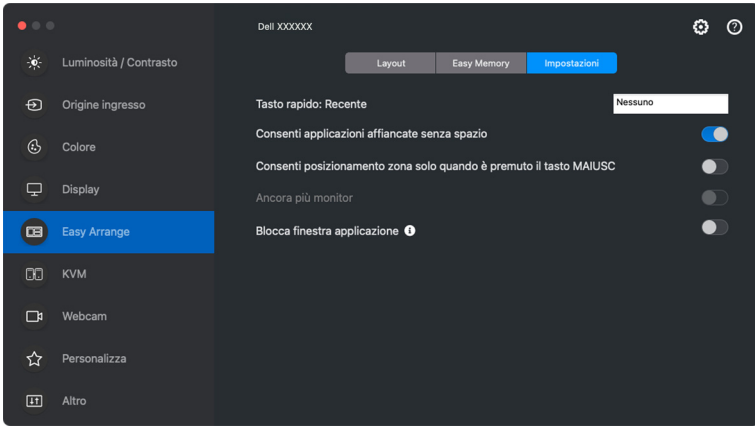 Dell XXXXXX
Luminosità / Contrasto
Origine ingresso
Colore
Display
Easy Arrange
KVM
Webcam
Personalizza
Altro
Layout
Easy Memory
Impostazioni
Tasto rapido: Recente
Nessuno
Consenti applicazioni affiancate senza spazio
Consenti posizionamento zona solo quando è premuto il tasto MAIUSC
Ancora più monitor
Blocca finestra applicazione